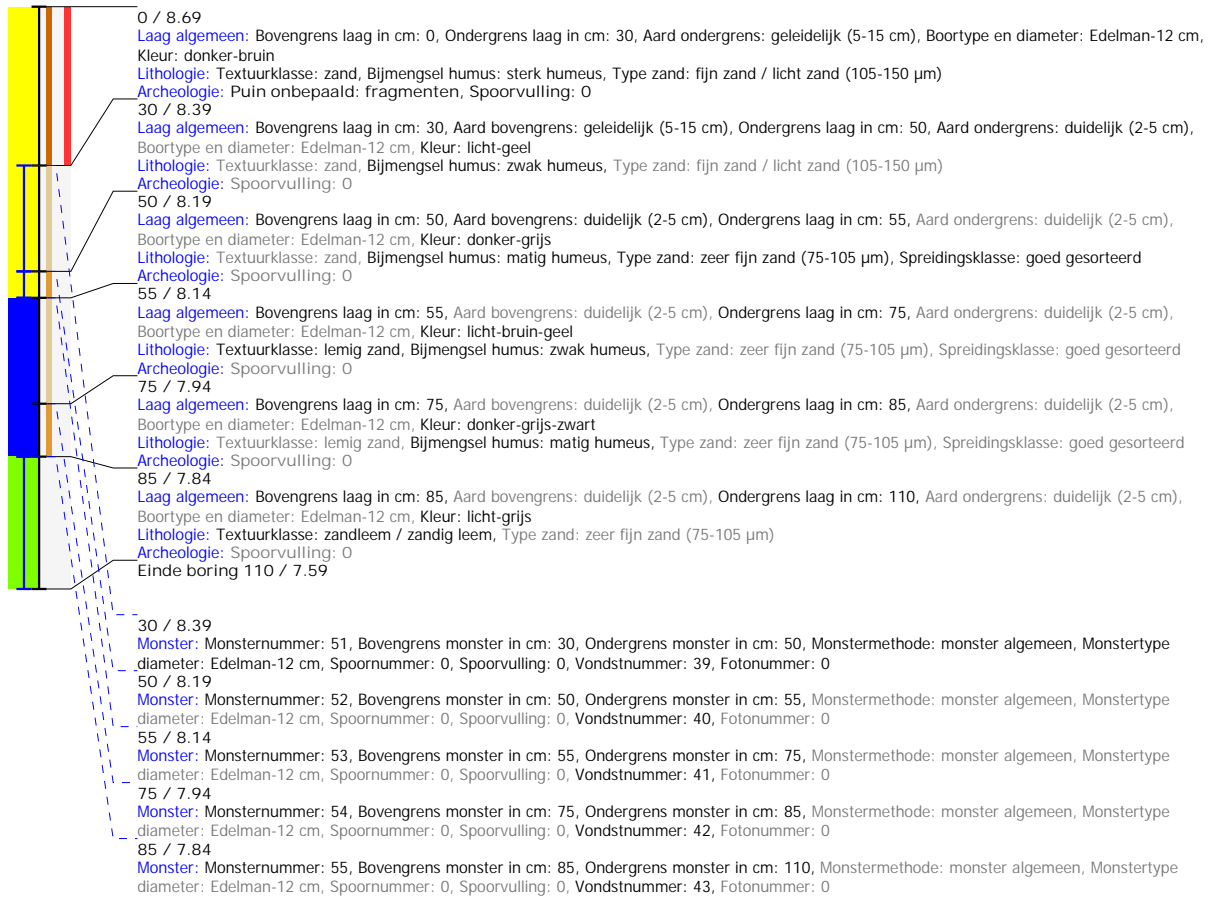 0 / 8.69
Laag algemeen: Bovengrens laag in cm: 0, Ondergrens laag in cm: 30, Aard ondergrens: geleidelijk (5-15 cm), Boortype en diameter: Edelman-12 cm,
Kleur: donker-bruin
Lithologie: Textuurklasse: zand, Bijmengsel humus: sterk humeus, Type zand: fijn zand / licht zand (105-150 µm)
Archeologie: Puin onbepaald: fragmenten, Spoorvulling: 0
30 / 8.39
Laag algemeen: Bovengrens laag in cm: 30, Aard bovengrens: geleidelijk (5-15 cm), Ondergrens laag in cm: 50, Aard ondergrens: duidelijk (2-5 cm),
Boortype en diameter: Edelman-12 cm, Kleur: licht-geel
Lithologie: Textuurklasse: zand, Bijmengsel humus: zwak humeus, Type zand: fijn zand / licht zand (105-150 µm)
Archeologie: Spoorvulling: 0
50 / 8.19
Laag algemeen: Bovengrens laag in cm: 50, Aard bovengrens: duidelijk (2-5 cm), Ondergrens laag in cm: 55, Aard ondergrens: duidelijk (2-5 cm),
Boortype en diameter: Edelman-12 cm, Kleur: donker-grijs
Lithologie: Textuurklasse: zand, Bijmengsel humus: matig humeus, Type zand: zeer fijn zand (75-105 µm), Spreidingsklasse: goed gesorteerd
Archeologie: Spoorvulling: 0
55 / 8.14
Laag algemeen: Bovengrens laag in cm: 55, Aard bovengrens: duidelijk (2-5 cm), Ondergrens laag in cm: 75, Aard ondergrens: duidelijk (2-5 cm),
Boortype en diameter: Edelman-12 cm, Kleur: licht-bruin-geel
Lithologie: Textuurklasse: lemig zand, Bijmengsel humus: zwak humeus, Type zand: zeer fijn zand (75-105 µm), Spreidingsklasse: goed gesorteerd
Archeologie: Spoorvulling: 0
75 / 7.94
Laag algemeen: Bovengrens laag in cm: 75, Aard bovengrens: duidelijk (2-5 cm), Ondergrens laag in cm: 85, Aard ondergrens: duidelijk (2-5 cm),
Boortype en diameter: Edelman-12 cm, Kleur: donker-grijs-zwart
Lithologie: Textuurklasse: lemig zand, Bijmengsel humus: matig humeus, Type zand: zeer fijn zand (75-105 µm), Spreidingsklasse: goed gesorteerd
Archeologie: Spoorvulling: 0
85 / 7.84
Laag algemeen: Bovengrens laag in cm: 85, Aard bovengrens: duidelijk (2-5 cm), Ondergrens laag in cm: 110, Aard ondergrens: duidelijk (2-5 cm),
Boortype en diameter: Edelman-12 cm, Kleur: licht-grijs
Lithologie: Textuurklasse: zandleem / zandig leem, Type zand: zeer fijn zand (75-105 µm)
Archeologie: Spoorvulling: 0
Einde boring 110 / 7.59
30 / 8.39
Monster: Monsternummer: 51, Bovengrens monster in cm: 30, Ondergrens monster in cm: 50, Monstermethode: monster algemeen, Monstertype
diameter: Edelman-12 cm, Spoornummer: 0, Spoorvulling: 0, Vondstnummer: 39, Fotonummer: 0
50 / 8.19
Monster: Monsternummer: 52, Bovengrens monster in cm: 50, Ondergrens monster in cm: 55, Monstermethode: monster algemeen, Monstertype
diameter: Edelman-12 cm, Spoornummer: 0, Spoorvulling: 0, Vondstnummer: 40, Fotonummer: 0
55 / 8.14
Monster: Monsternummer: 53, Bovengrens monster in cm: 55, Ondergrens monster in cm: 75, Monstermethode: monster algemeen, Monstertype
diameter: Edelman-12 cm, Spoornummer: 0, Spoorvulling: 0, Vondstnummer: 41, Fotonummer: 0
75 / 7.94
Monster: Monsternummer: 54, Bovengrens monster in cm: 75, Ondergrens monster in cm: 85, Monstermethode: monster algemeen, Monstertype
diameter: Edelman-12 cm, Spoornummer: 0, Spoorvulling: 0, Vondstnummer: 42, Fotonummer: 0
85 / 7.84
Monster: Monsternummer: 55, Bovengrens monster in cm: 85, Ondergrens monster in cm: 110, Monstermethode: monster algemeen, Monstertype
diameter: Edelman-12 cm, Spoornummer: 0, Spoorvulling: 0, Vondstnummer: 43, Fotonummer: 0